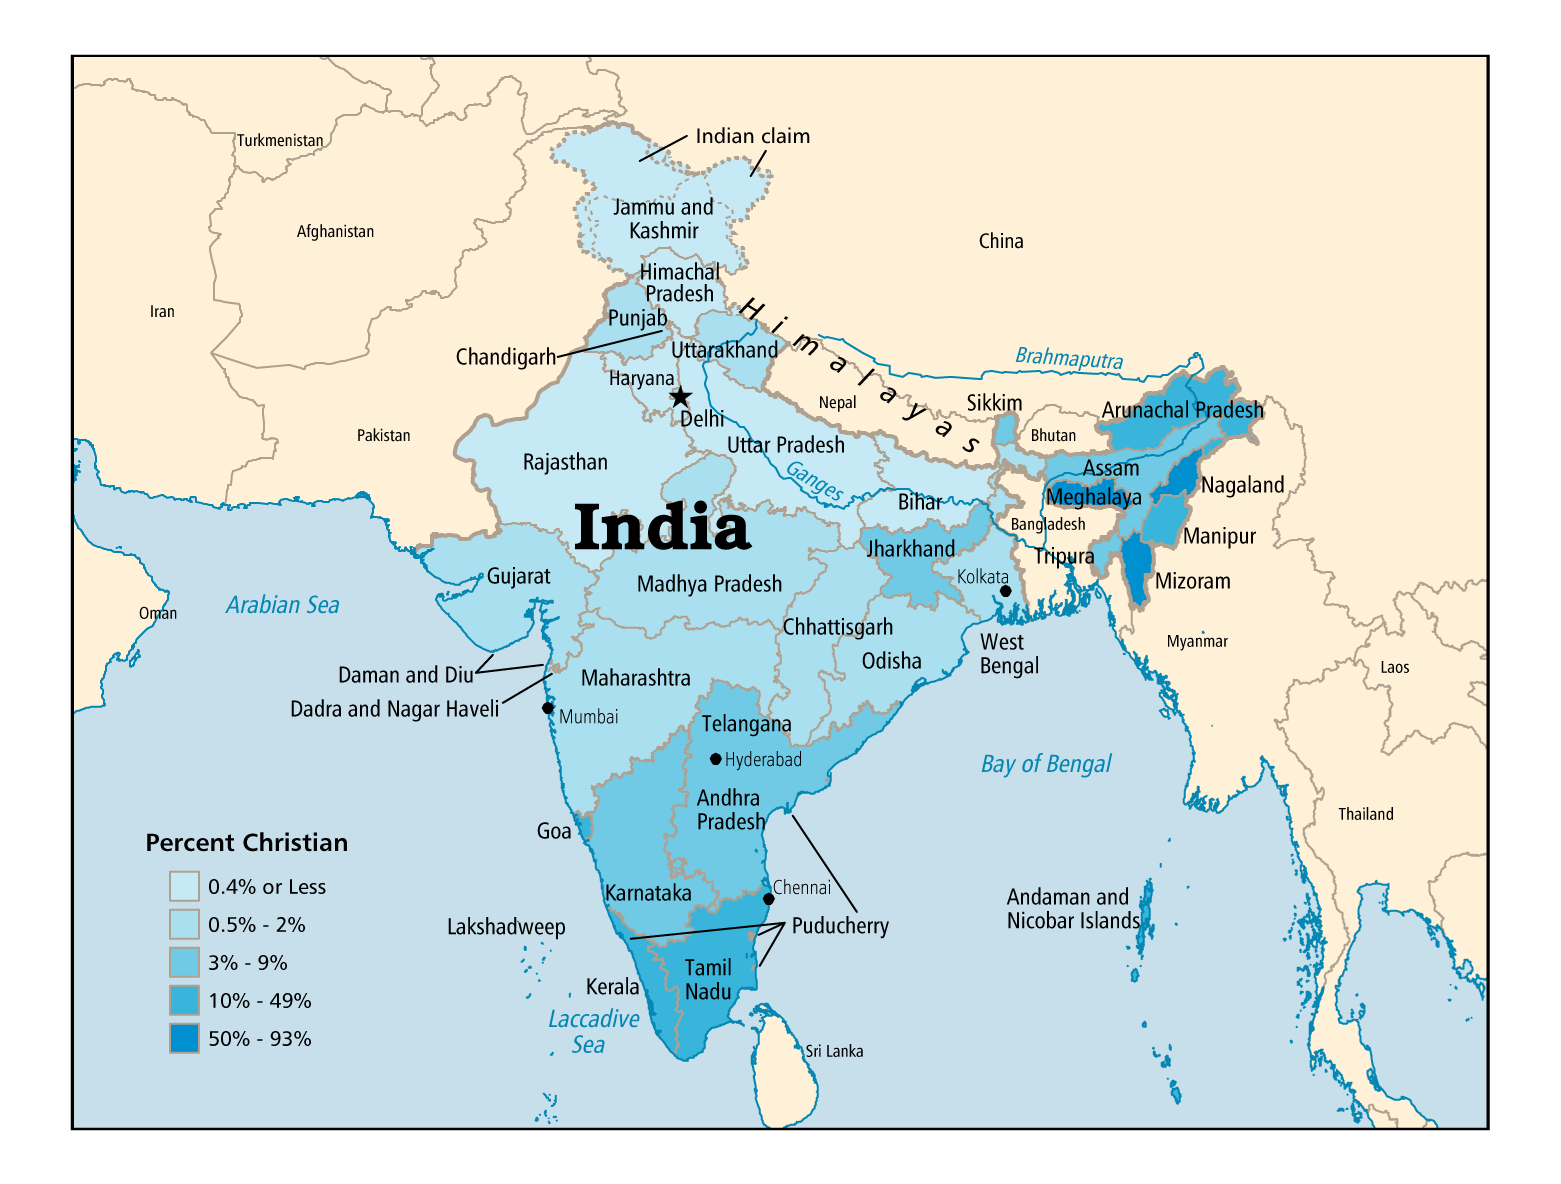 Turkmenistan
Indian claim
Jammu and
Kashmir
Afghanistan
China
Himachal
Pradesh
Iran
Himalayas
Punjab
Uttarakhand
Chandigarh
Brahmaputra
Haryana
Nepal
Sikkim
Arunachal Pradesh
Delhi
Bhutan
Pakistan
Uttar Pradesh
Rajasthan
Assam
Ganges
Nagaland
Meghalaya
Bihar
India
Bangladesh
Manipur
Jharkhand
Tripura
Gujarat
Madhya Pradesh
Kolkata
Mizoram
Arabian Sea
Oman
Chhattisgarh
West
Bengal
Myanmar
Odisha
Laos
Daman and Diu
Maharashtra
Dadra and Nagar Haveli
Mumbai
Telangana
Hyderabad
Bay of Bengal
Andhra
Pradesh
Thailand
Goa
Percent Christian
0.4% or Less
0.5% - 2%
3% - 9%
10% - 49%
50% - 93%
Karnataka
Chennai
Andaman and
Nicobar Islands
Lakshadweep
Puducherry
Tamil
Nadu
Kerala
Laccadive
Sea
Sri Lanka